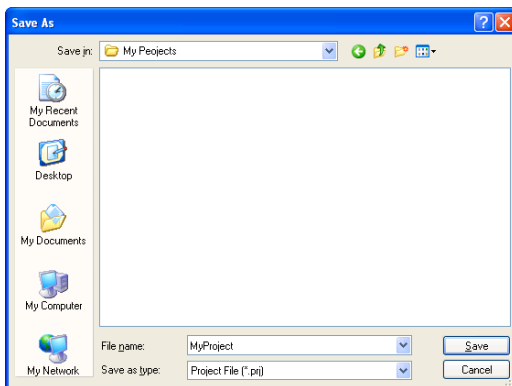 Save As
Save in:
My Peojects
My Recent
Documents
Desktop
My Documents
My Computer
My Network
File name:
MyProject
Save
Save as type:
Project File (*.prj)
Cancel